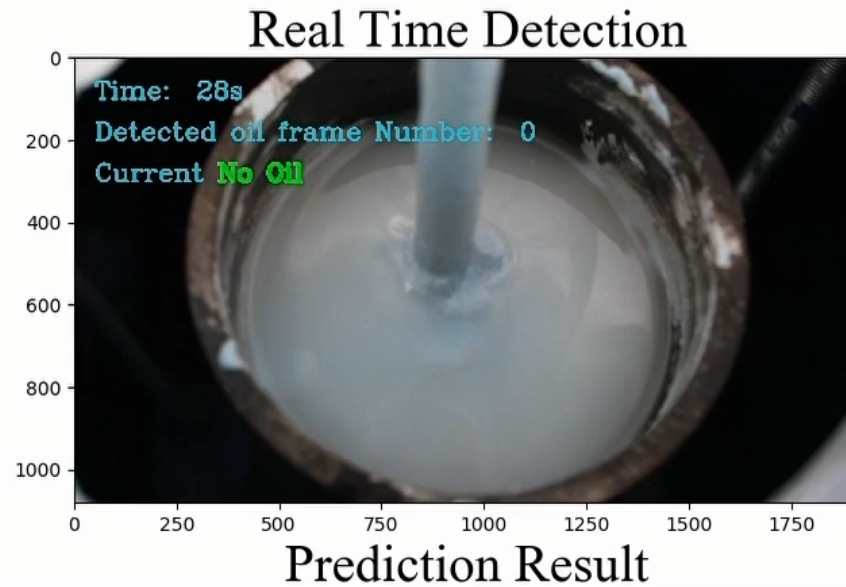 Real Time Detection
Time: 28s
Detected oil frame Number: 0
Current No Oil
0
200
400
600
800
1000
0 250 500 750 1000 1250 1500 1750
Prediction Result